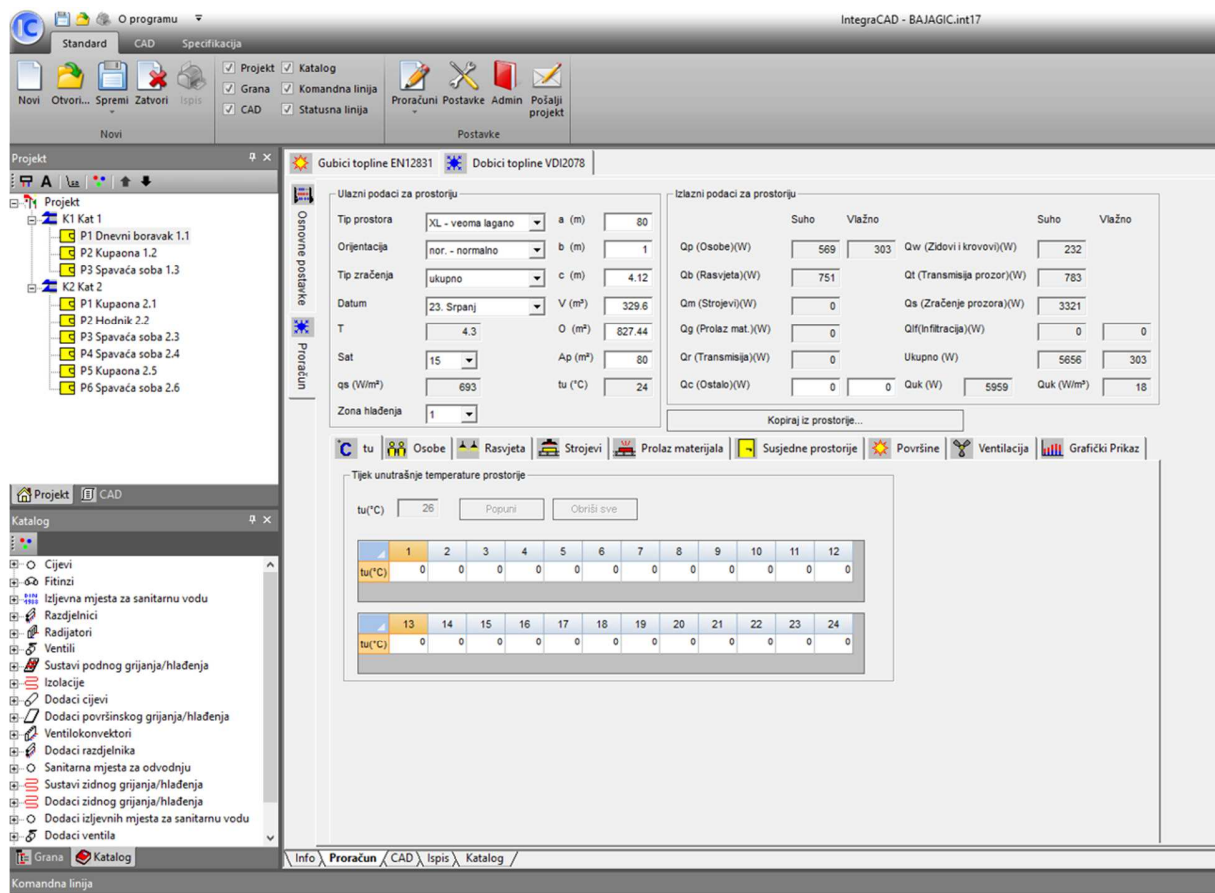 O programu
IntegraCAD - BAJAGIC.int17
Standard CAD Specifikacija
Novi Otvori... Spremi Zatvori Ispis
Projekt Katalog
Grana Komandna linija
CAD Statusna linija
Proračuni Postavke Admin Pošalji projekt
Novi Postavke
Projekt
Projekt
K1 Kat 1
P1 Dnevni boravak 1.1
P2 Kupaona 1.2
P3 Spavaća soba 1.3
K2 Kat 2
P1 Kupaona 2.1
P2 Hodnik 2.2
P3 Spavaća soba 2.3
P4 Spavaća soba 2.4
P5 Kupaona 2.5
P6 Spavaća soba 2.6
Projekt CAD
Katalog
Cijevi
Fitinzi
Izljevna mjesta za sanitarnu vodu
Razdjelnici
Radijatori
Ventili
Sustavi podnog grijanja/hlađenja
Izolacije
Dodaci cijevi
Dodaci površinskog grijanja/hlađenja
Ventilokonvektori
Dodaci razdjelnika
Sanitarna mjesta za odvodnju
Sustavi zidnog grijanja/hlađenja
Dodaci zidnog grijanja/hlađenja
Dodaci izljevnih mjesta za sanitarnu vodu
Dodaci ventila
Grana Katalog
Komandna linija
Gubici topline EN12831 Dobici topline VDI2078
Osnovne postavke
Proračun
Ulazni podaci za prostoriju
Tip prostora XL - veoma lagano a (m) 80
Orijentacija nor. - normalno b (m) 1
Tip zračenja ukupno c (m) 4.12
Datum 23. Srpanj V (m³) 329.6
T 4.3 O (m²) 827.44
Sat 15 Ap (m²) 80
qs (W/m²) 693 tu (°C) 24
Zona hlađenja 1
Izlazni podaci za prostoriju
Suho Vlažno Suho Vlažno
Qp (Osobe)(W) 569 303 Qw (Zidovi i krovovi)(W) 232
Qb (Rasvjeta)(W) 751 Qt (Transmisija prozor)(W) 783
Qm (Strojevi)(W) 0 Qs (Zračenje prozora)(W) 3321
Qg (Prolaz mat.)(W) 0 Qlf(Infiltracija)(W) 0 0
Qr (Transmisija)(W) 0 Ukupno (W) 5656 303
Qc (Ostalo)(W) 0 0 Quk (W) 5959 Quk (W/m³) 18
Kopiraj iz prostorije...
°C tu Osobe Rasvjeta Strojevi Prolaz materijala Susjedne prostorije Površine Ventilacija Grafički Prikaz
Tijek unutrašnje temperature prostorije
tu(°C) 26 Popuni Obriši sve
1 2 3 4 5 6 7 8 9 10 11 12
tu(°C) 0 0 0 0 0 0 0 0 0 0 0 0
13 14 15 16 17 18 19 20 21 22 23 24
tu(°C) 0 0 0 0 0 0 0 0 0 0 0 0
Info Proračun CAD Ispis Katalog